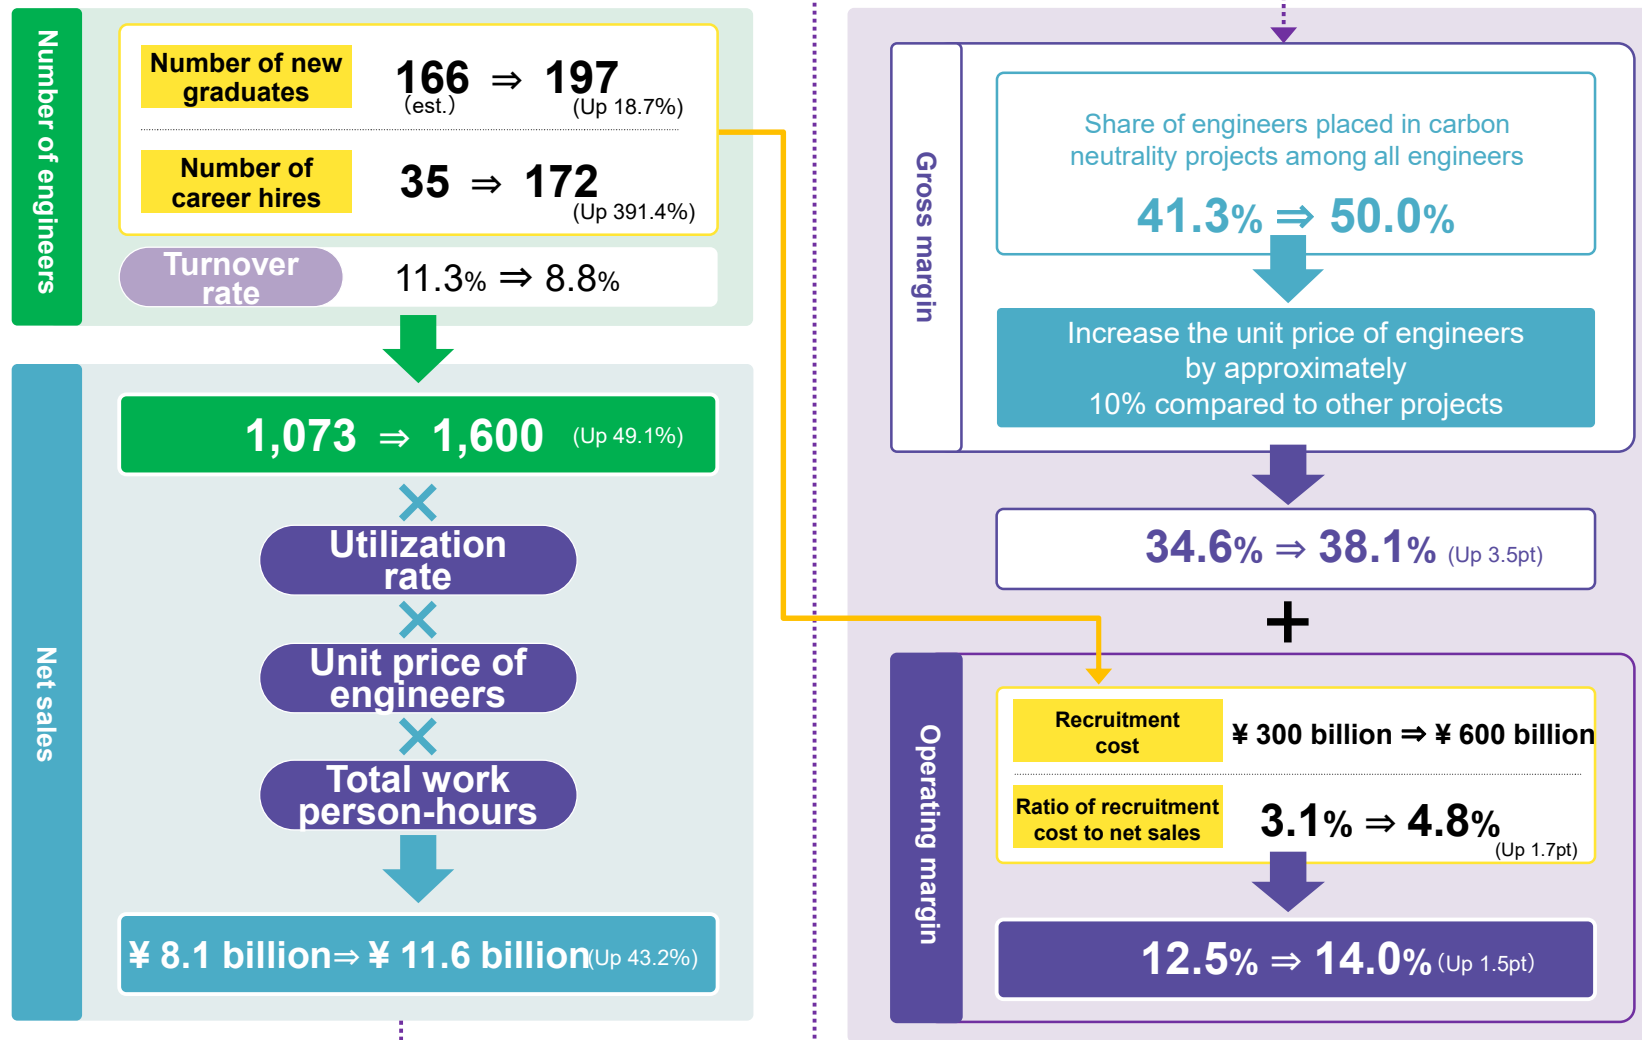 Number of engineers
Number of new
graduates
166 ⇒ 197
(est.)
(Up 18.7%)
Number of
career hires
35 ⇒ 172
(Up 391.4%)
Turnover
rate
11.3% ⇒ 8.8%
Net sales
1,073 ⇒ 1,600 (Up 49.1%)
×
Utilization
rate
×
Unit price of
engineers
×
Total work
person-hours
¥ 8.1 billion⇒ ¥ 11.6 billion(Up 43.2%)
Gross margin
Share of engineers placed in carbon
neutrality projects among all engineers
41.3% ⇒ 50.0%
Increase the unit price of engineers
by approximately
10% compared to other projects
34.6% ⇒ 38.1% (Up 3.5pt)
+
Operating margin
Recruitment
cost
¥ 300 billion ⇒ ¥ 600 billion
Ratio of recruitment
cost to net sales
3.1% ⇒ 4.8%
(Up 1.7pt)
12.5% ⇒ 14.0% (Up 1.5pt)